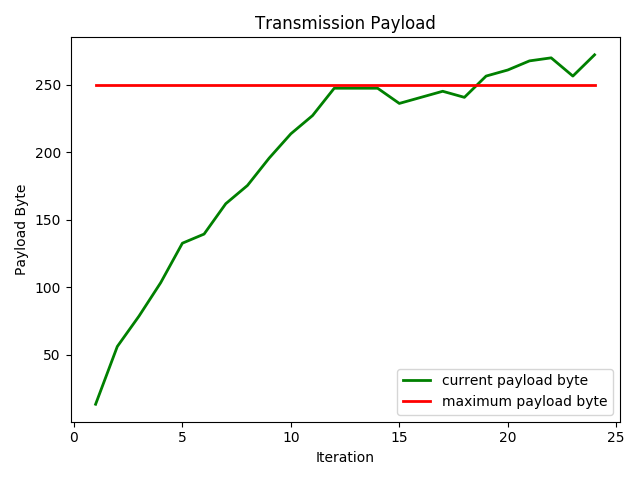 Transmission Payload
Payload Byte
250
200
150
100
50
0
5
10
15
20
25
Iteration
current payload byte
maximum payload byte